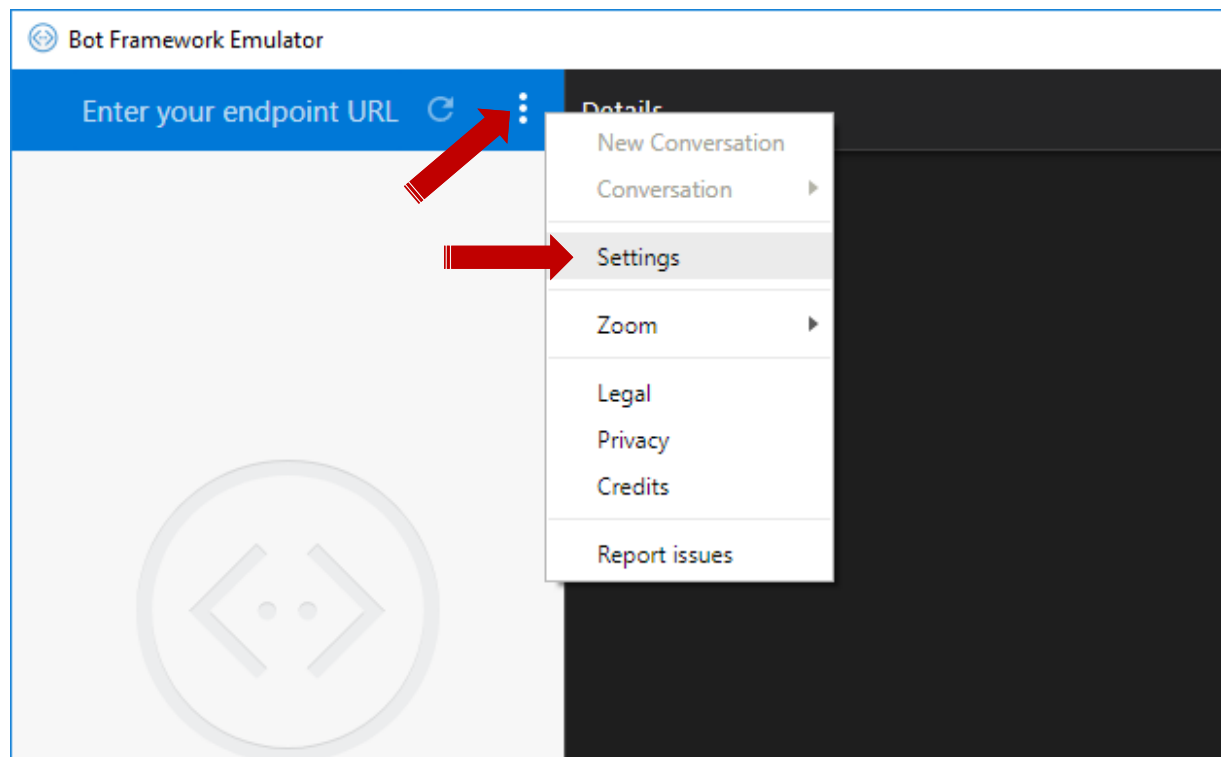 Bot Framework Emulator
Enter your endpoint URL
Details
New Conversation
Conversation
Settings
Zoom
Legal
Privacy
Credits
Report issues